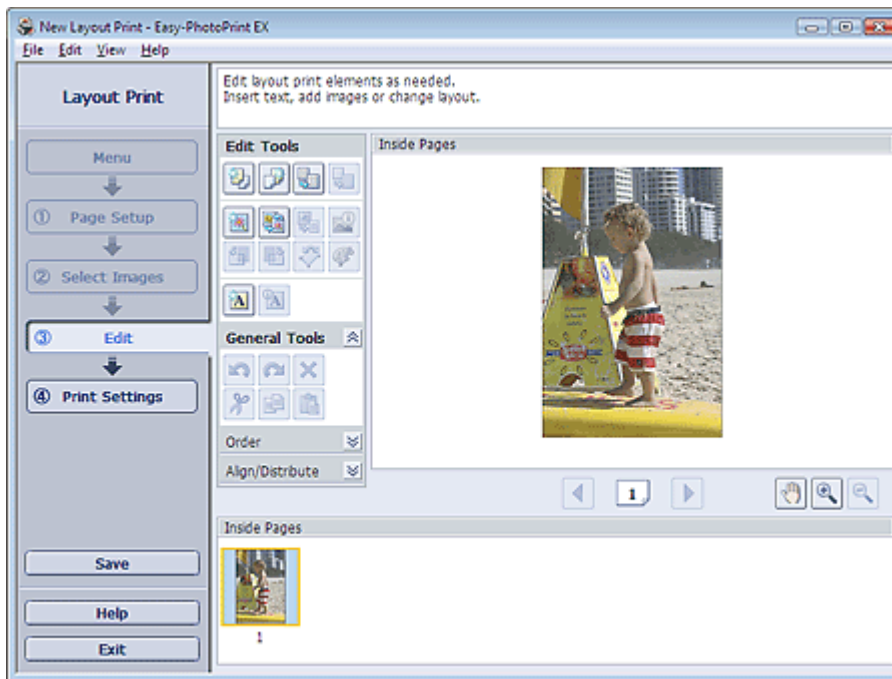 New Layout Print - Easy-PhotoPrint EX
File Edit View Help
Layout Print
Edit layout print elements as needed.
Insert text, add images or change layout.
Menu
① Page Setup
② Select Images
③ Edit
④ Print Settings
Save
Help
Exit
Edit Tools
A A
General Tools
Order
Align/Distribute
Inside Pages
1
Inside Pages
1